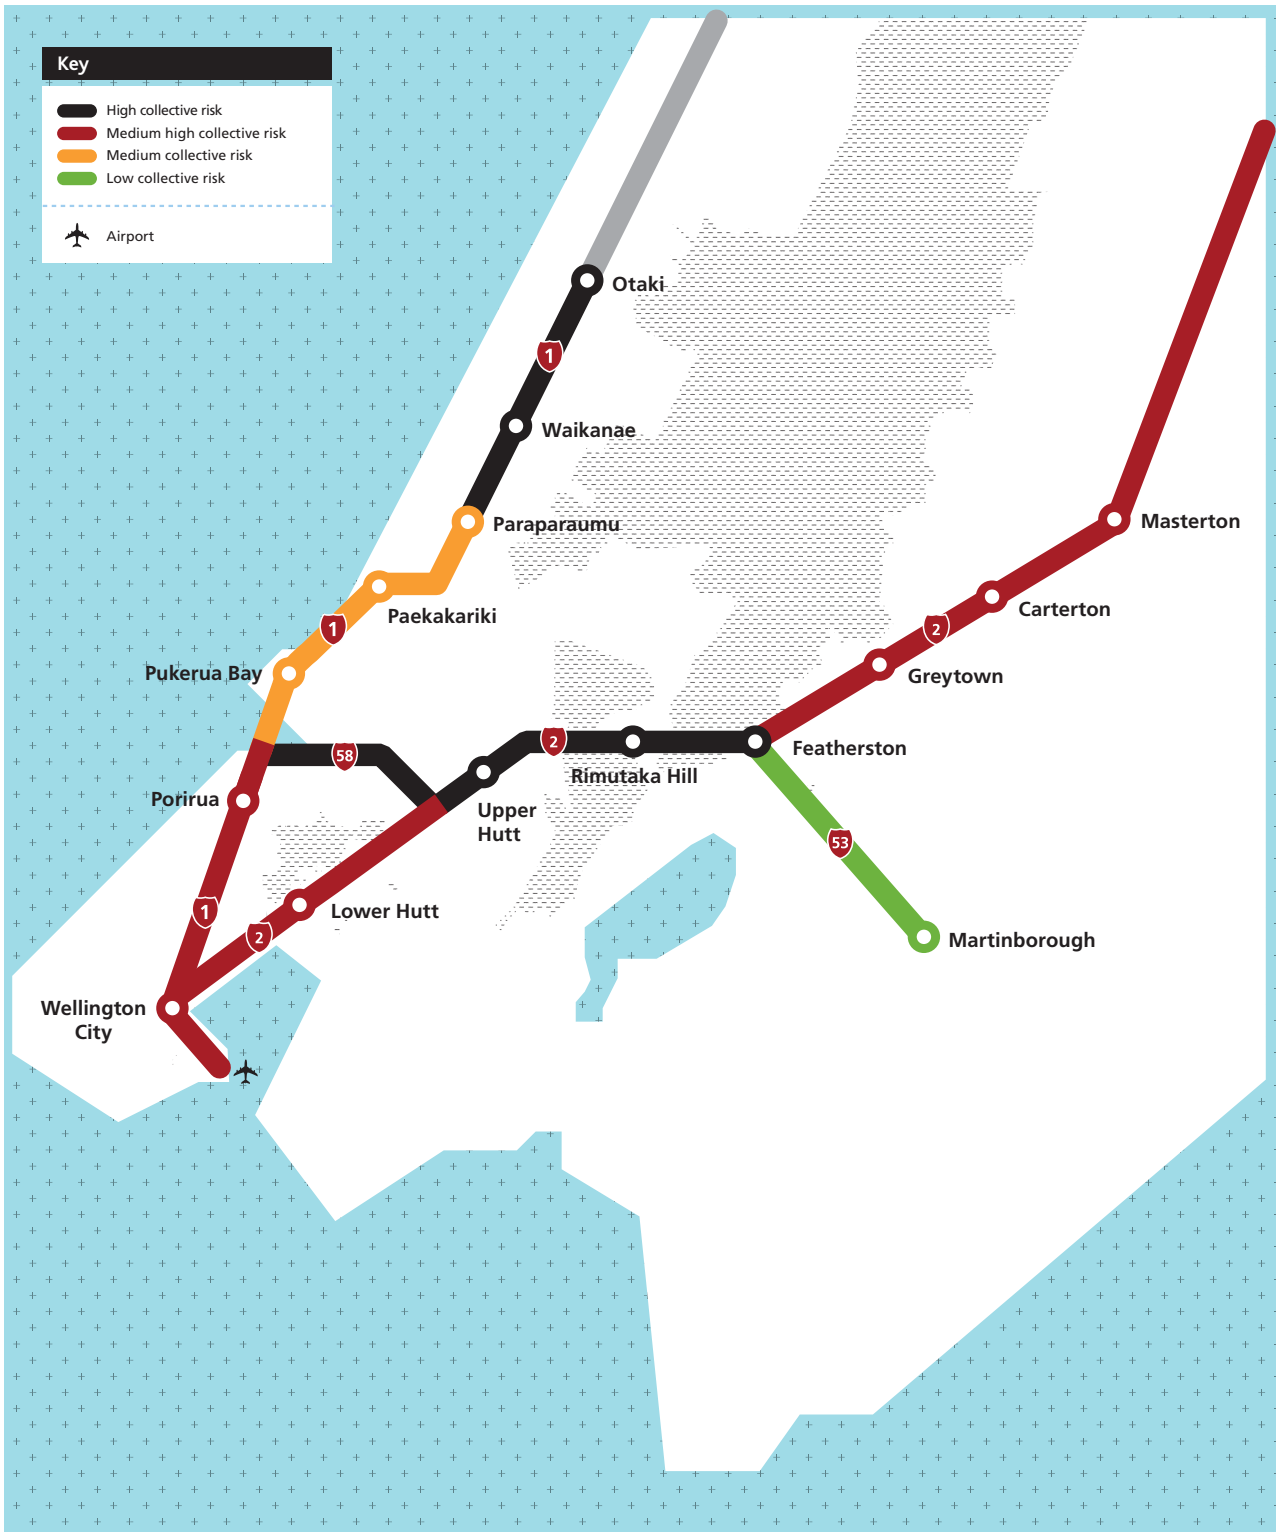 Key
High collective risk
Medium high collective risk
Medium collective risk
Low collective risk
Airport
Otaki
1
Waikanae
Paraparaumu
Masterton
Paekakariki
Carterton
1
2
Pukerua Bay
Greytown
58
2
Featherston
Rimutaka Hill
Porirua
Upper
Hutt
53
1
Lower Hutt
2
Martinborough
Wellington
City